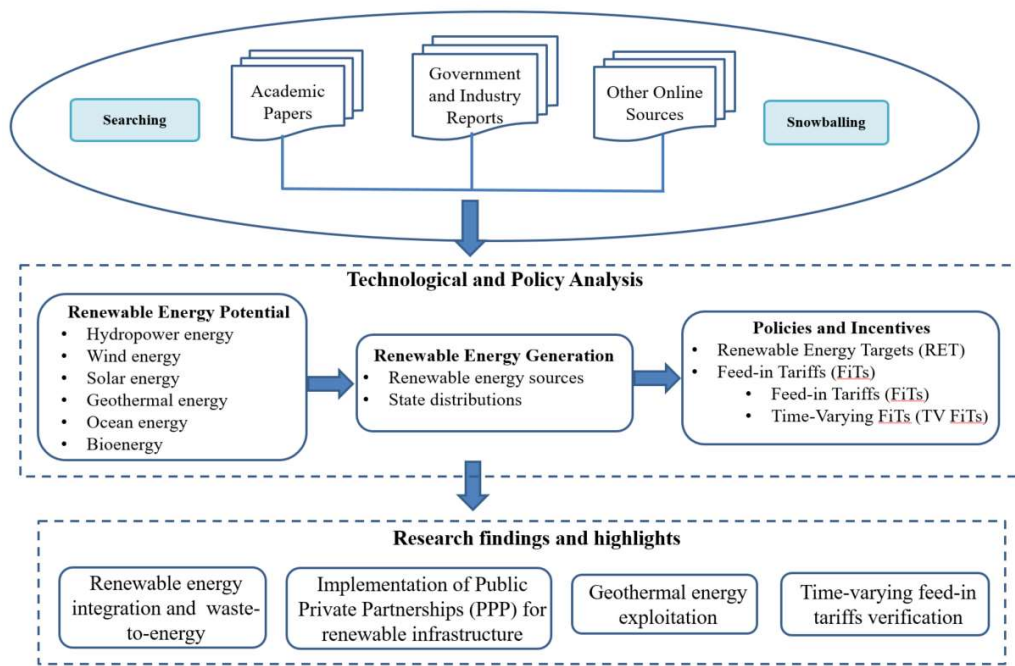 Searching
Academic
Papers
Government
and Industry
Reports
Other Online
Sources
Snowballing
Technological and Policy Analysis
Renewable Energy Potential
• Hydropower energy
• Wind energy
• Solar energy
• Geothermal energy
• Ocean energy
• Bioenergy
Renewable Energy Generation
• Renewable energy sources
• State distributions
Policies and Incentives
• Renewable Energy Targets (RET)
• Feed-in Tariffs (FiTs)
• Feed-in Tariffs (FiTs)
• Time-Varying FiTs (TV FiTs)
Research findings and highlights
Renewable energy
integration and waste-
to-energy
Implementation of Public
Private Partnerships (PPP) for
renewable infrastructure
Geothermal energy
exploitation
Time-varying feed-in
tariffs verification